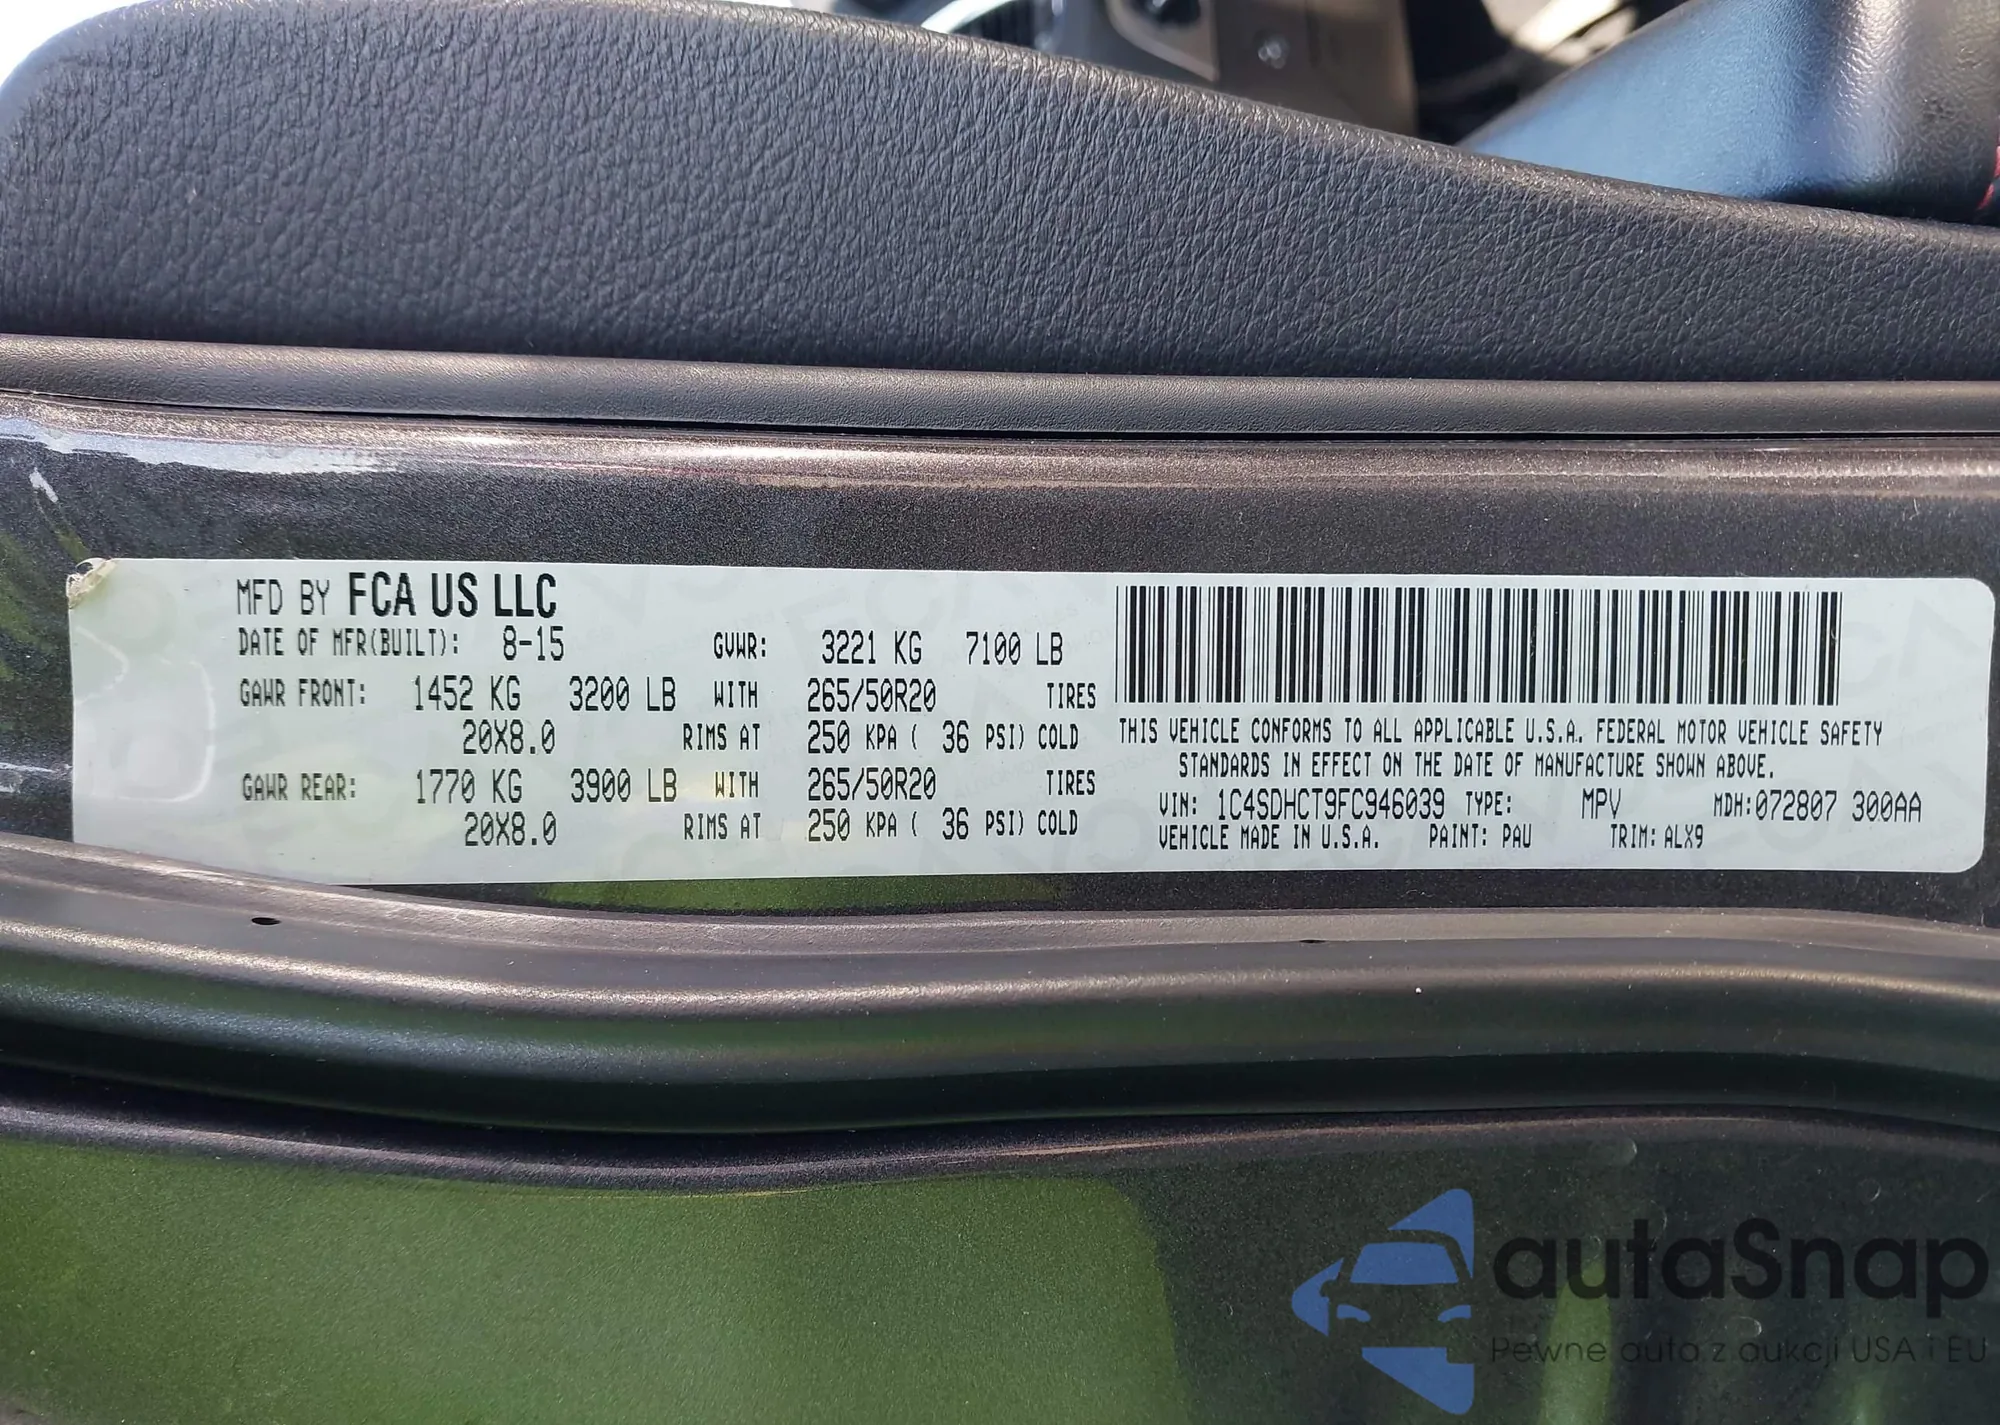 MFD BY FCA US LLC
DATE OF MFR(BUILT): 8-15 GVWR: 3221 KG 7100 LB
GAWR FRONT: 1452 KG 3200 LB WITH 265/50R20 TIRES
20X8.0 RIMS AT 250 KPA ( 36 PSI) COLD
GAWR REAR: 1770 KG 3900 LB WITH 265/50R20 TIRES
20X8.0 RIMS AT 250 KPA ( 36 PSI) COLD
THIS VEHICLE CONFORMS TO ALL APPLICABLE U.S.A. FEDERAL MOTOR VEHICLE SAFETY
STANDARDS IN EFFECT ON THE DATE OF MANUFACTURE SHOWN ABOVE.
VIN: 1C4SDHCT9FC946039 TYPE: MPV MDH:072807 300AA
VEHICLE MADE IN U.S.A. PAINT: PAU TRIM: ALX9
autaSnap
Pewne auta z aukcji USA i EU